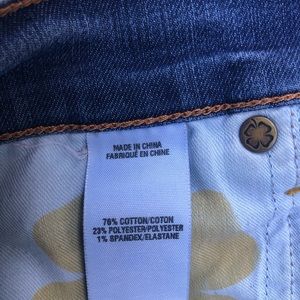 MADE IN CHINA
FABRIQUÉ EN CHINE
76% COTTON/COTON
23% POLYESTER/POLYESTER
1% SPANDEX/ELASTANE